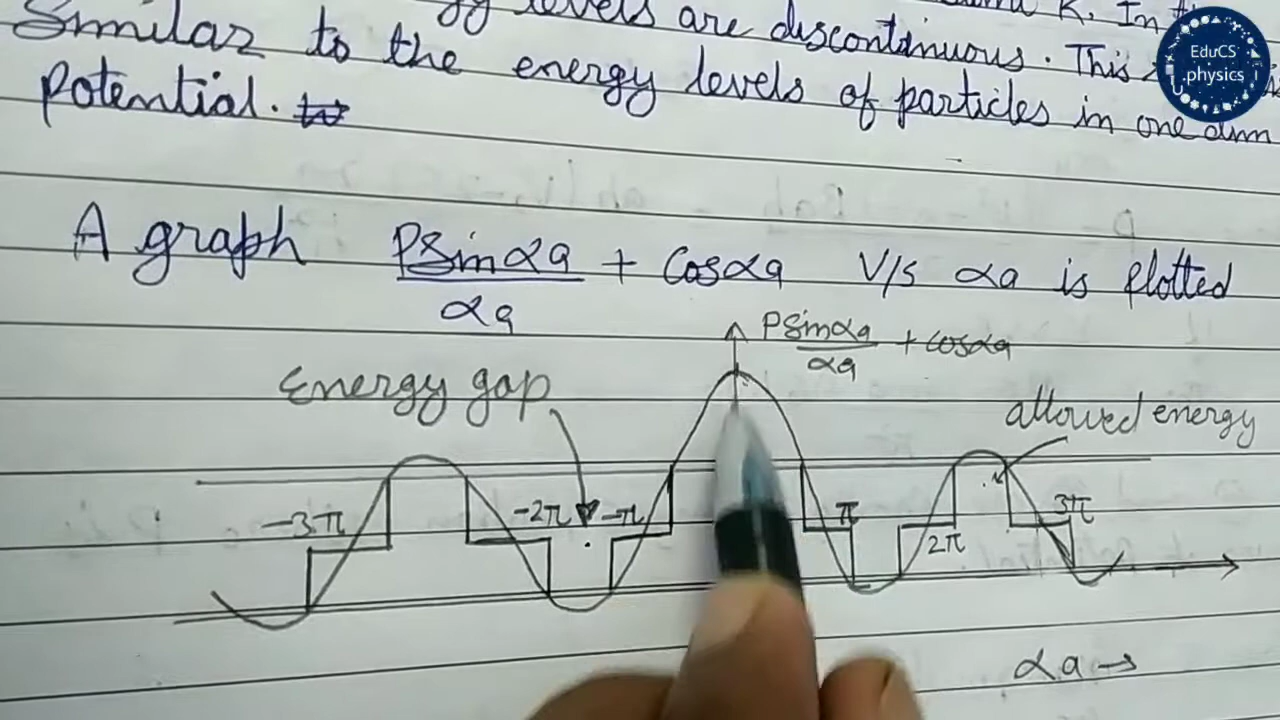 levels are discontinuous. This
Similar to the energy levels of particles in one dim
potential.
A graph PSinαa / αa + Cosαa V/s αa is plotted
PSinαa / αa + Cosαa
Energy gap
allowed energy
-3π -2π -π π 2π 3π
αa →
EduCS
physics